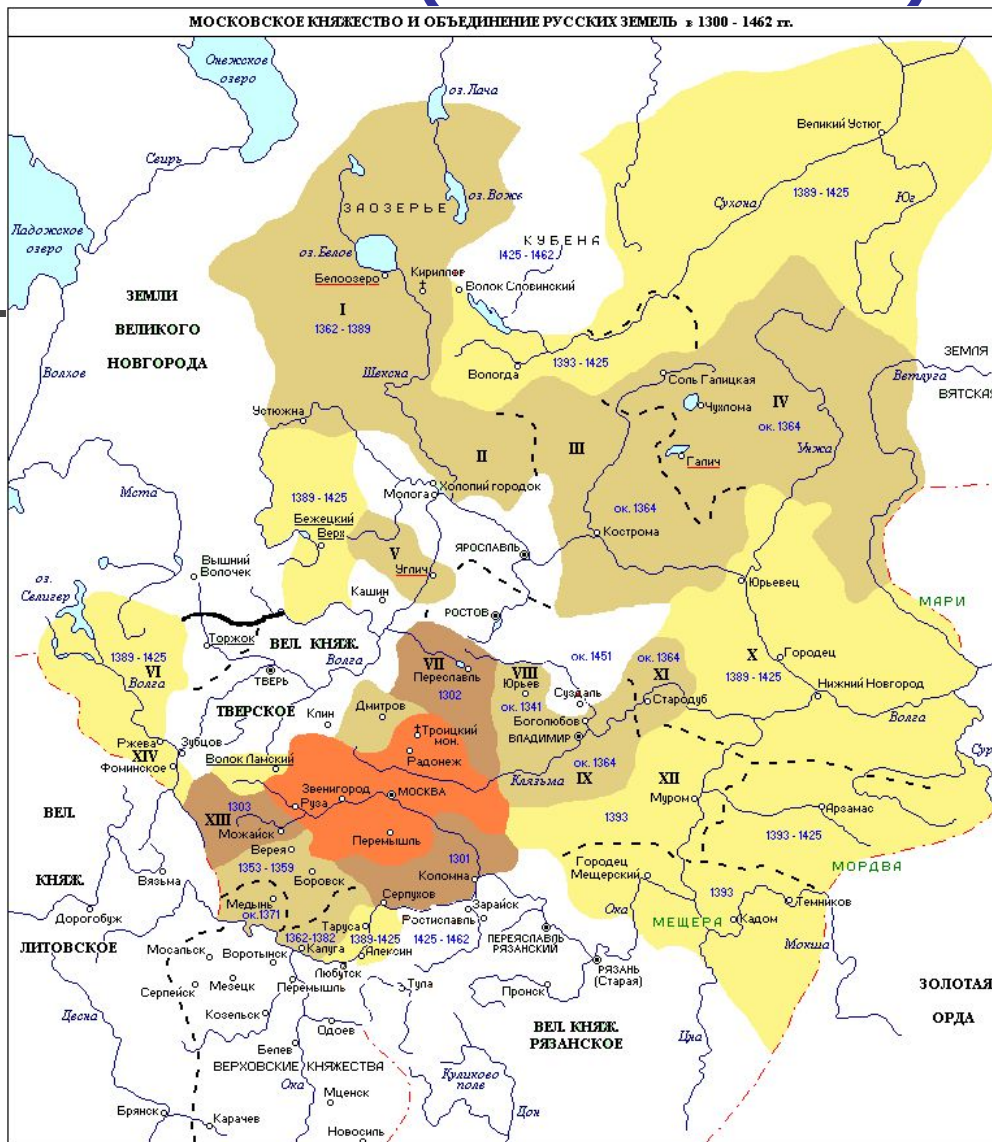 МОСКОВСКОЕ КНЯЖЕСТВО И ОБЪЕДИНЕНИЕ РУССКИХ ЗЕМЕЛЬ в 1300 - 1462 гг.
Онежское
озеро
оз. Лача
Великий Устюг
Свирь
оз. Воже
1389 - 1425
Сухона
Юг
ЗАОЗЕРЬЕ
Ладожское
озеро
КУБЕНА
1425 - 1462
оз. Белое
Кириллов
Белоозеро
Волок Словинский
ЗЕМЛИ
ВЕЛИКОГО
НОВГОРОДА
I
1362 - 1389
Волхов
Шексна
1393 - 1425
Вологда
Соль Галицкая
ЗЕМЛЯ
ВЯТСКАЯ
Ветлуга
Чухлома
IV
ок. 1364
Устюжна
II
III
Галич
Унжа
Мста
1389 - 1425
Молога
Холопий городок
ок. 1364
Кострома
Бежецкий
Верх
V
ЯРОСЛАВЛЬ
Углич
Вышний
Волочек
Юрьевец
оз.
Селигер
Кашин
РОСТОВ
МАРИ
Торжок
ВЕЛ. КНЯЖ.
Волга
ок. 1451
ок. 1364
X
1389 - 1425
Городец
1389 - 1425
VI
Волга
ТВЕРЬ
VII
Переславль
1302
VIII
Юрьев
ок. 1341
Суздаль
XI
Стародуб
Нижний Новгород
Волга
ТВЕРСКОЕ
Клин
Дмитров
Боголюбов
ВЛАДИМИР
Троицкий
мон.
Радонеж
Ржева
Зубцов
XIV
Фоминское
Волок Ламский
ок. 1364
Клязьма
IX
XII
Сур
Звенигород
Руза
МОСКВА
Муром
Арзамас
ВЕЛ.
XIII
1303
Можайск
Перемышль
1393
1393 - 1425
Верея
1353 - 1359
Боровск
1301
Коломна
Городец
Мещерский
МОРДВА
Вязьма
КНЯЖ.
Медынь
ок.1371
Серпухов
Зарайск
1393
Темников
Дорогобуж
Таруса
Ростиславль
Ока
МЕЩЕРА
Кадом
ЛИТОВСКОЕ
1362-1382
1389-1425
1425 - 1462
ПЕРЕЯСЛАВЛЬ
РЯЗАНСКИЙ
Мокша
Мосальск
Воротынск
Калуга
Алексин
Любутск
РЯЗАНЬ
(Старая)
Серпейск
Мезецк
Перемышль
Тула
Пронск
ЗОЛОТАЯ
ОРДА
Десна
Козельск
Одоев
ВЕЛ. КНЯЖ.
РЯЗАНСКОЕ
Цна
Белев
ВЕРХОВСКИЕ КНЯЖЕСТВА
Куликово
поле
Ока
Мценск
Дон
Брянск
Карачев
Новосиль